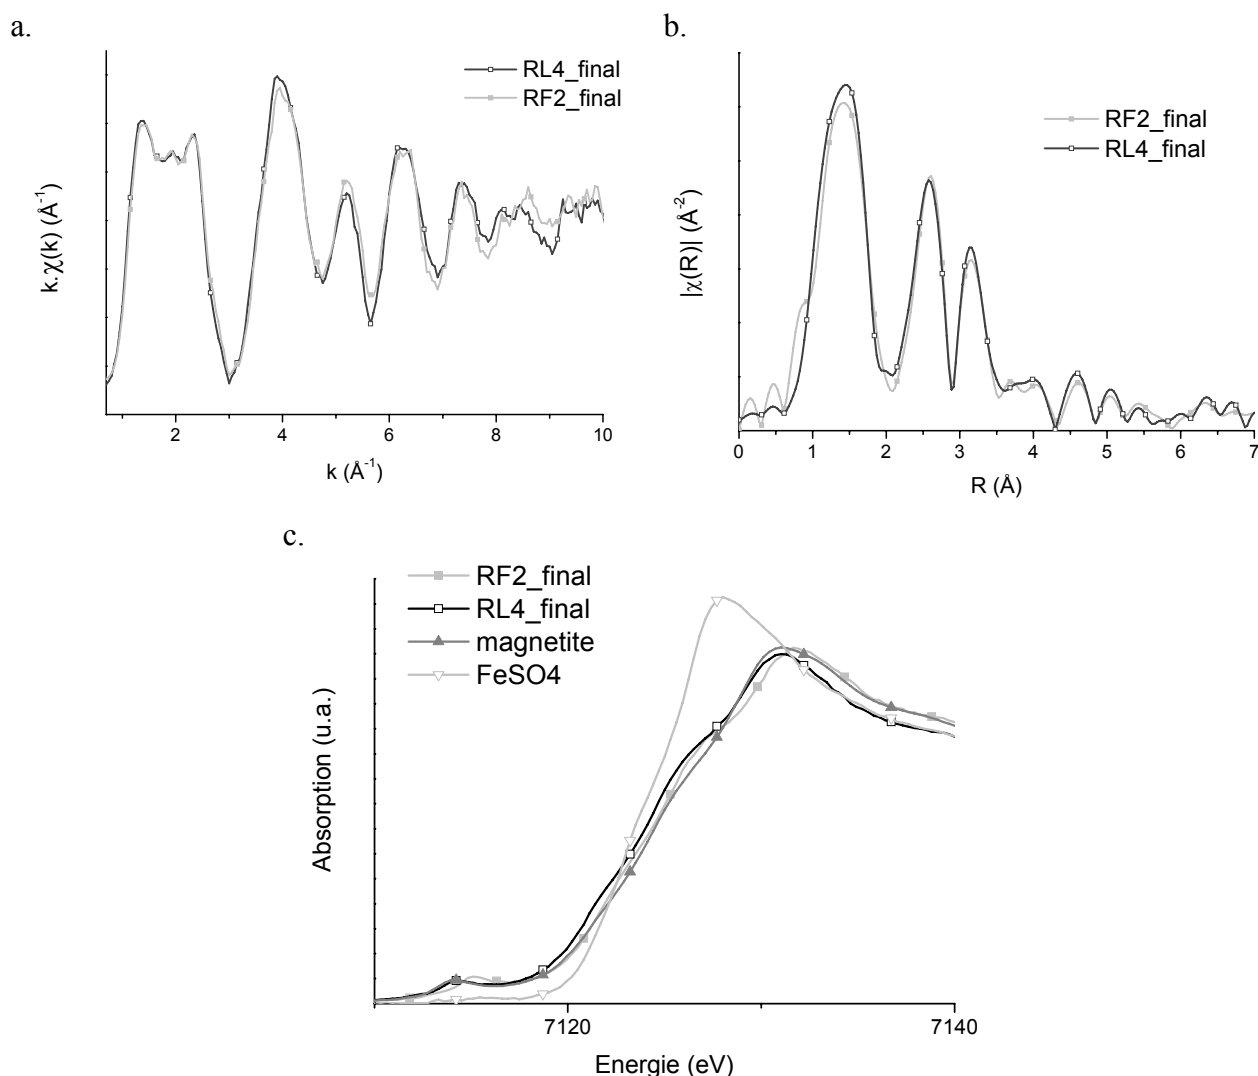 a.
RL4_final
RF2_final
k.χ(k) (Å⁻¹)
2
4
6
8
10
k (Å⁻¹)
b.
RF2_final
RL4_final
|χ(R)| (Å⁻²)
0
1
2
3
4
5
6
7
R (Å)
c.
RF2_final
RL4_final
magnetite
FeSO4
Absorption (u.a.)
7120
7140
Energie (eV)